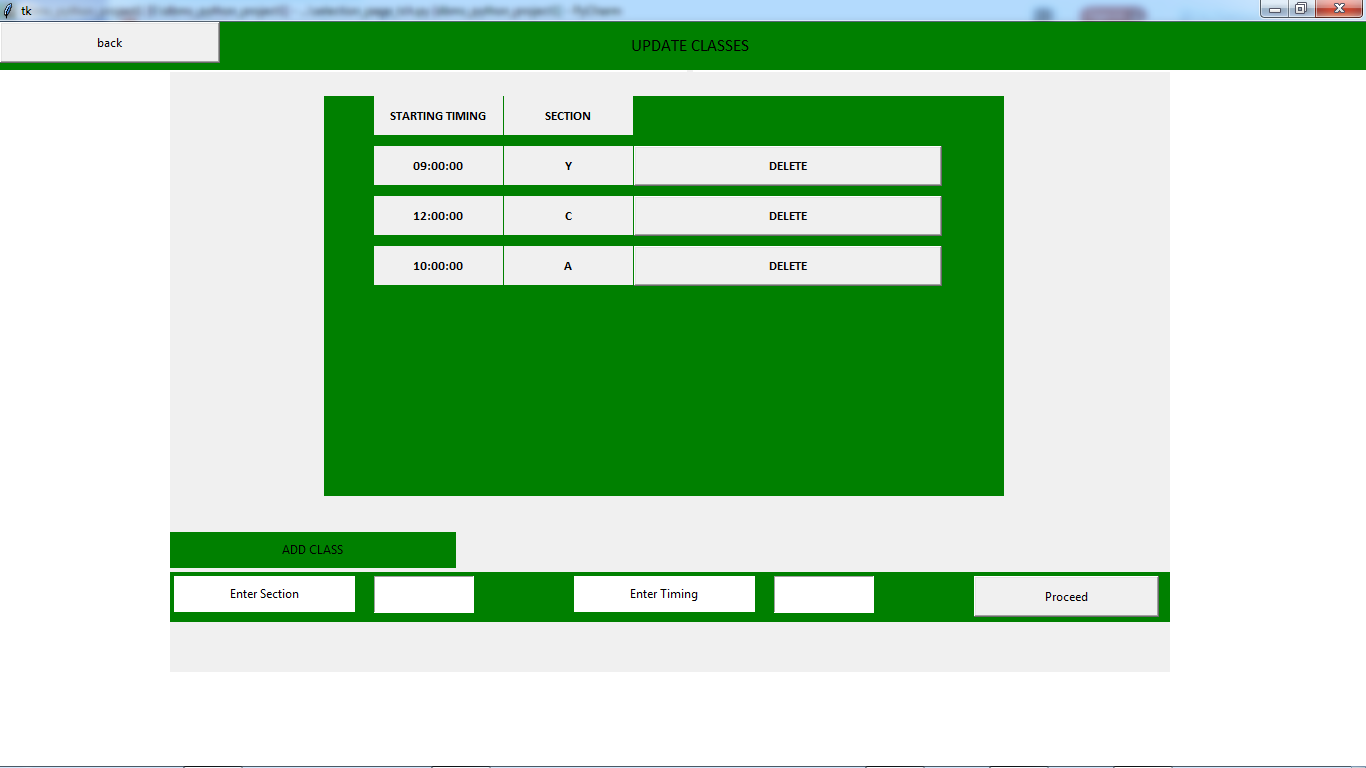 tk
back
UPDATE CLASSES
STARTING TIMING SECTION
09:00:00 Y DELETE
12:00:00 C DELETE
10:00:00 A DELETE
ADD CLASS
Enter Section Enter Timing Proceed